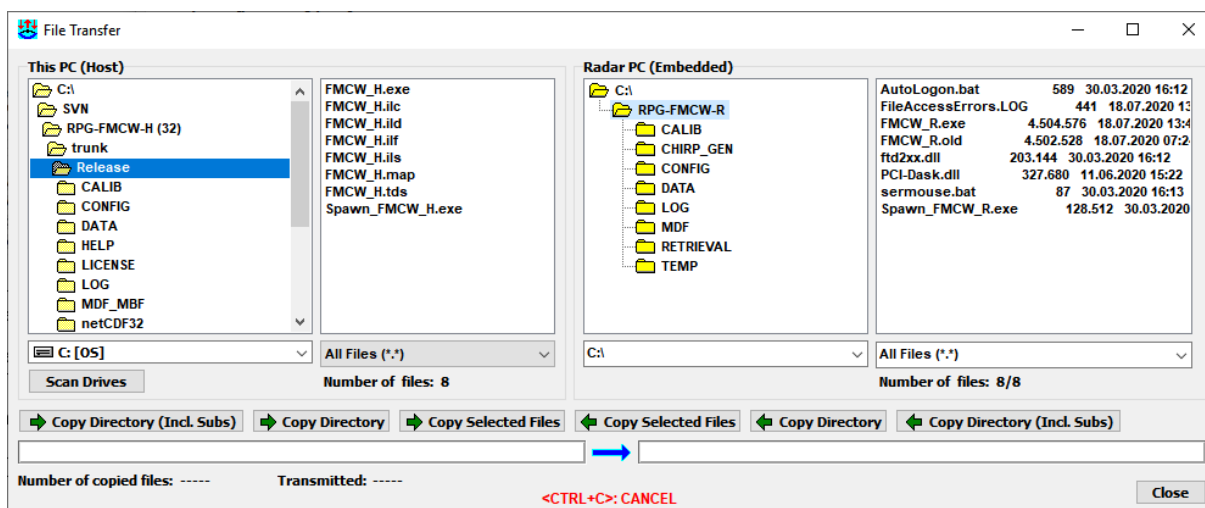 File Transfer
This PC (Host)
C:\
SVN
RPG-FMCW-H (32)
trunk
Release
CALIB
CONFIG
DATA
HELP
LICENSE
LOG
MDF_MBF
netCDF32
FMCW_H.exe
FMCW_H.ilc
FMCW_H.ild
FMCW_H.ilf
FMCW_H.ils
FMCW_H.map
FMCW_H.tds
Spawn_FMCW_H.exe
C: [OS]
All Files (*.*)
Scan Drives
Number of files: 8
Radar PC (Embedded)
C:\
RPG-FMCW-R
CALIB
CHIRP_GEN
CONFIG
DATA
LOG
MDF
RETRIEVAL
TEMP
AutoLogon.bat 589 30.03.2020 16:12
FileAccessErrors.LOG 441 18.07.2020 13
FMCW_R.exe 4.504.576 18.07.2020 13:4
FMCW_R.old 4.502.528 18.07.2020 07:2
ftd2xx.dll 203.144 30.03.2020 16:12
PCI-Dask.dll 327.680 11.06.2020 15:22
sermouse.bat 87 30.03.2020 16:13
Spawn_FMCW_R.exe 128.512 30.03.2020
C:\
All Files (*.*)
Number of files: 8/8
Copy Directory (Incl. Subs) Copy Directory Copy Selected Files Copy Selected Files Copy Directory Copy Directory (Incl. Subs)
Number of copied files: ----- Transmitted: -----
<CTRL+C>: CANCEL
Close